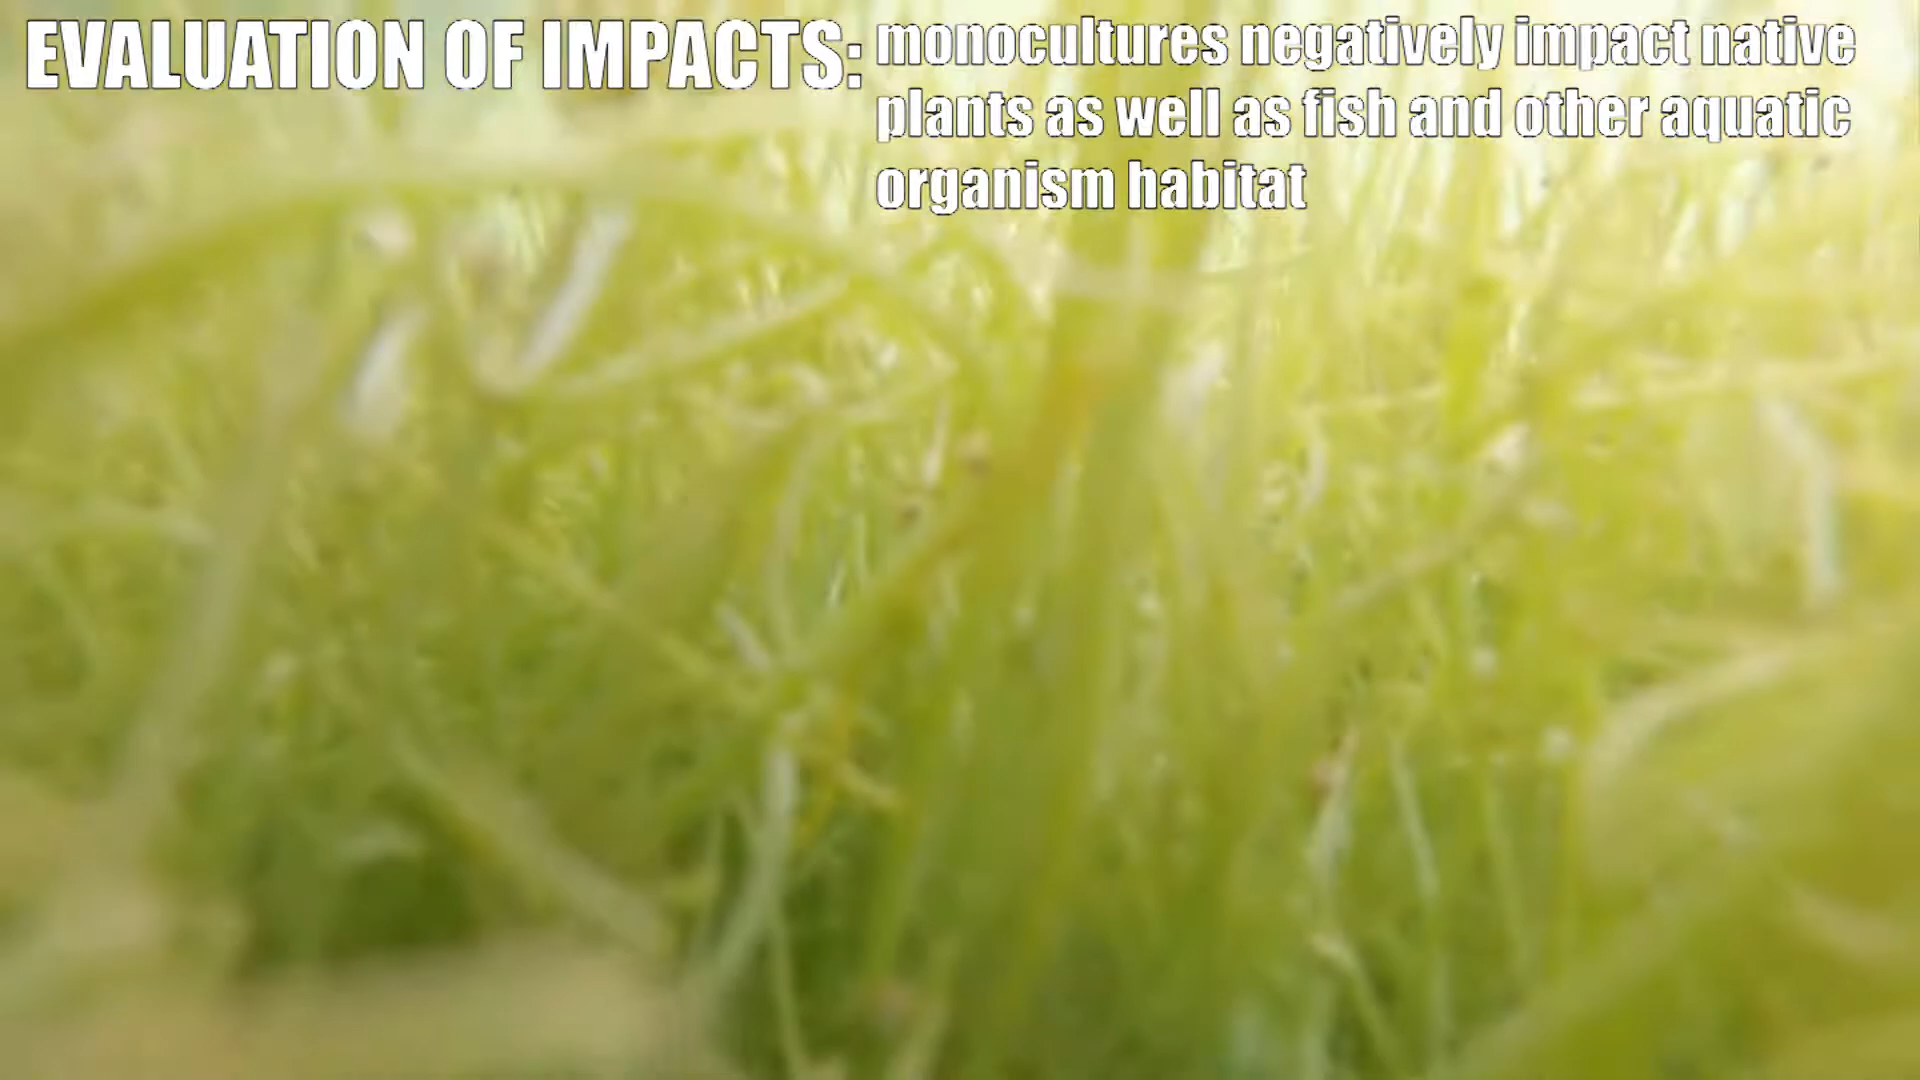 EVALUATION OF IMPACTS:
monocultures negatively impact native
plants as well as fish and other aquatic
organism habitat